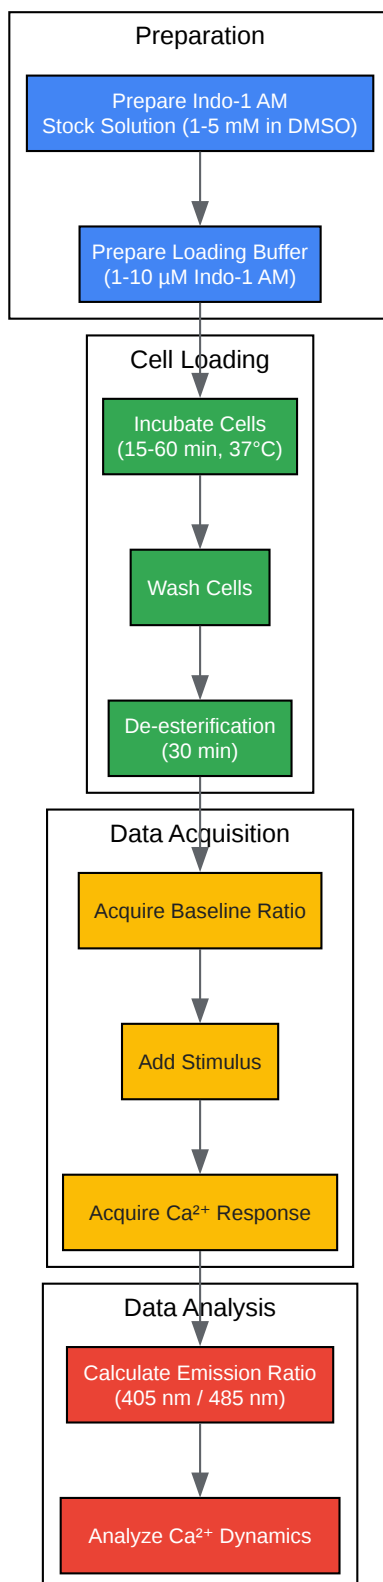 Preparation
Prepare Indo-1 AM
Stock Solution (1-5 mM in DMSO)
Prepare Loading Buffer
(1-10 µM Indo-1 AM)
Cell Loading
Incubate Cells
(15-60 min, 37°C)
Wash Cells
De-esterification
(30 min)
Data Acquisition
Acquire Baseline Ratio
Add Stimulus
Acquire Ca²⁺ Response
Data Analysis
Calculate Emission Ratio
(405 nm / 485 nm)
Analyze Ca²⁺ Dynamics